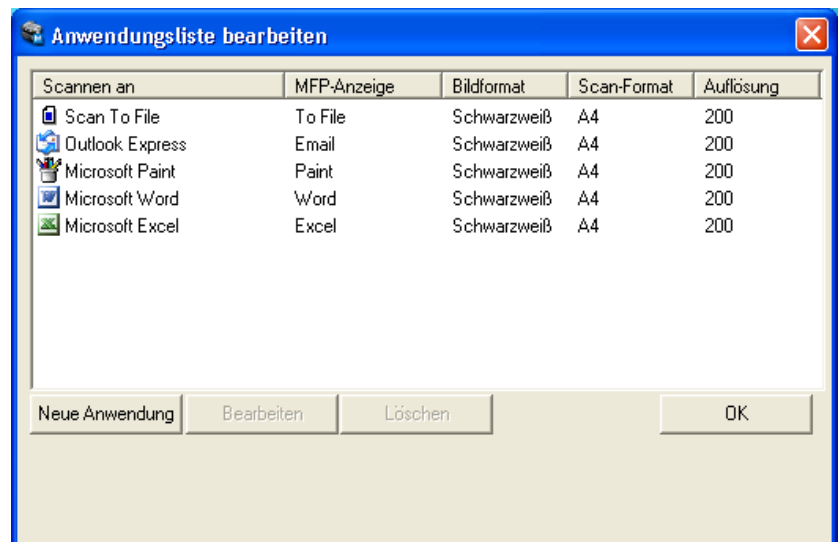 Anwendungsliste bearbeiten
Scannen an MFP-Anzeige Bildformat Scan-Format Auflösung
Scan To File To File Schwarzweiß A4 200
Outlook Express Email Schwarzweiß A4 200
Microsoft Paint Paint Schwarzweiß A4 200
Microsoft Word Word Schwarzweiß A4 200
Microsoft Excel Excel Schwarzweiß A4 200
Neue Anwendung Bearbeiten Löschen OK